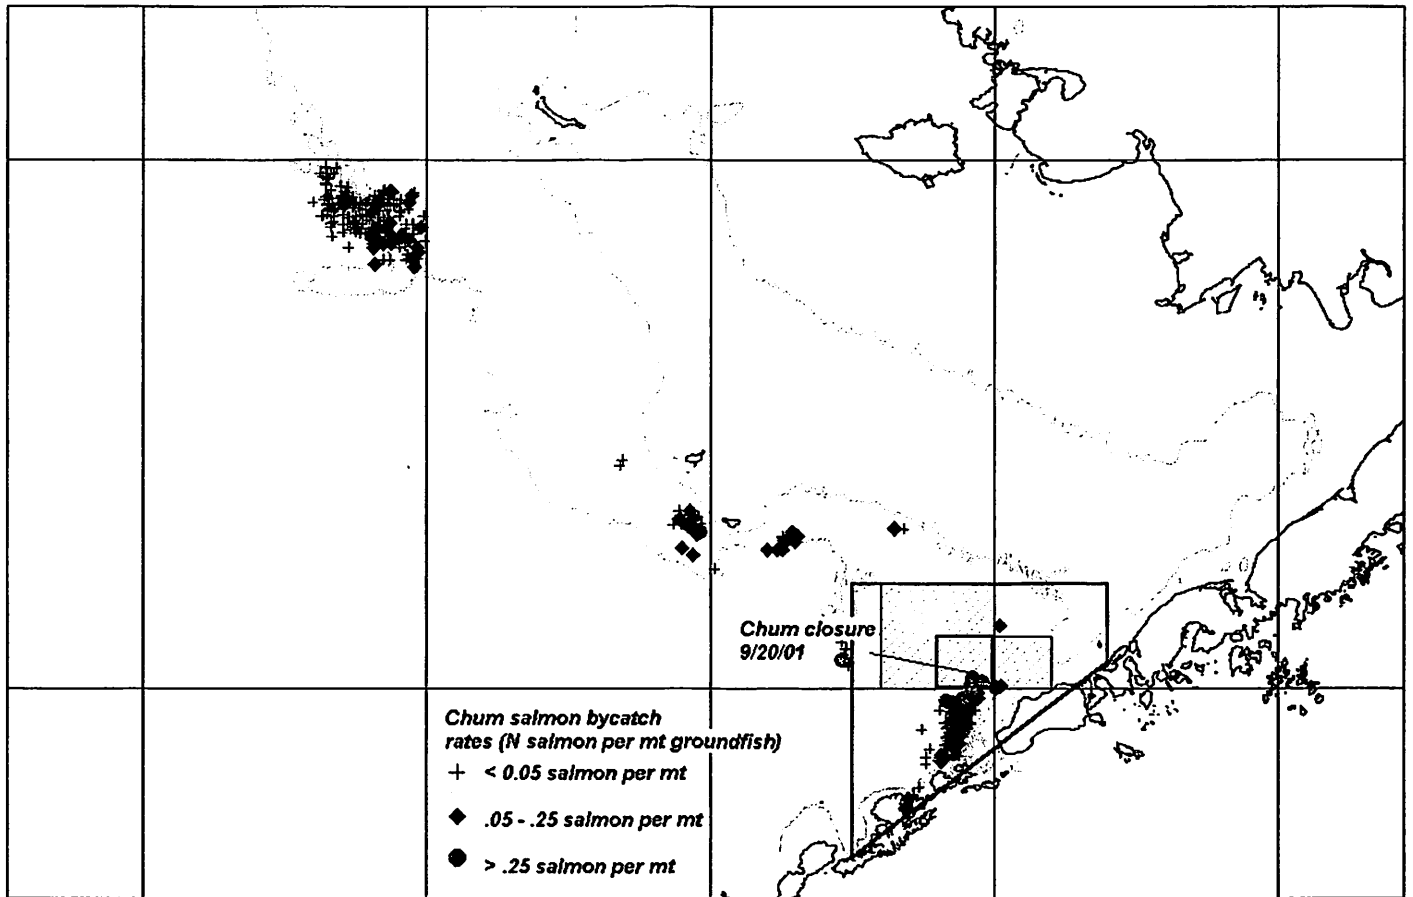 Chum closure
9/20/01
Chum salmon bycatch
rates (N salmon per mt groundfish)
< 0.05 salmon per mt
.05 - .25 salmon per mt
> .25 salmon per mt